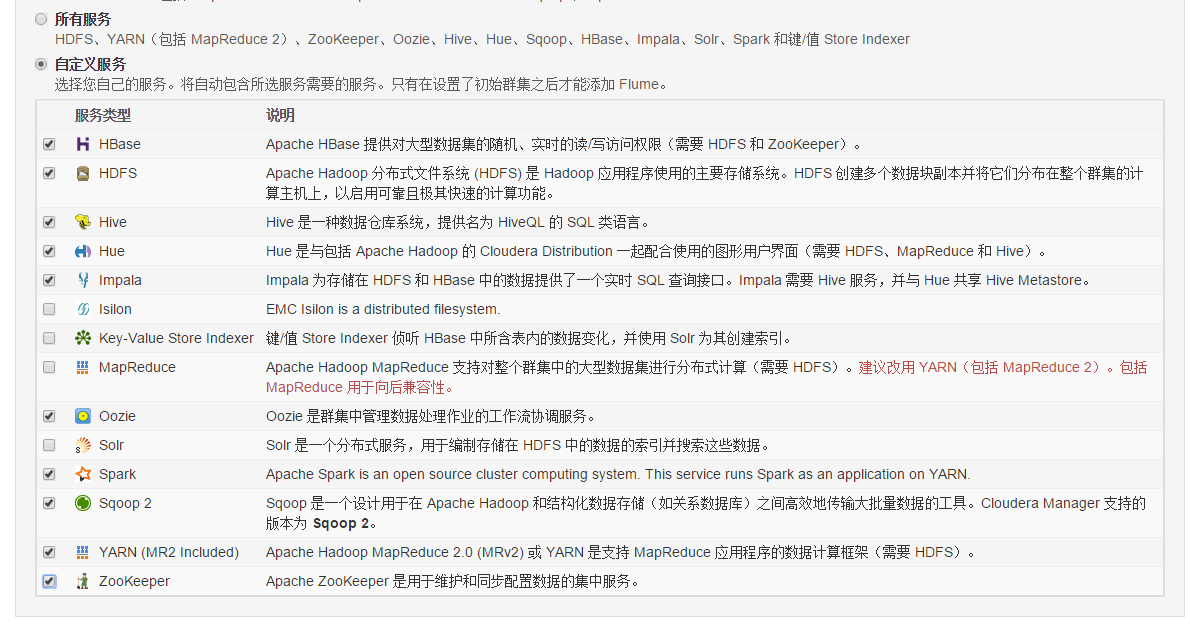 所有服务
HDFS、YARN（包括 MapReduce 2）、ZooKeeper、Oozie、Hive、Hue、Sqoop、HBase、Impala、Solr、Spark 和键/值 Store Indexer
自定义服务
选择您自己的服务。将自动包含所选服务需要的服务。只有在设置了初始群集之后才能添加 Flume。
服务类型 说明
HBase Apache HBase 提供对大型数据集的随机、实时的读/写访问权限（需要 HDFS 和 ZooKeeper）。
HDFS Apache Hadoop 分布式文件系统 (HDFS) 是 Hadoop 应用程序使用的主要存储系统。HDFS 创建多个数据块副本并将它们分布在整个群集的计
算主机上，以启用可靠且极其快速的计算功能。
Hive Hive 是一种数据仓库系统，提供名为 HiveQL 的 SQL 类语言。
Hue Hue 是与包括 Apache Hadoop 的 Cloudera Distribution 一起配合使用的图形用户界面（需要 HDFS、MapReduce 和 Hive）。
Impala Impala 为存储在 HDFS 和 HBase 中的数据提供了一个实时 SQL 查询接口。Impala 需要 Hive 服务，并与 Hue 共享 Hive Metastore。
Isilon EMC Isilon is a distributed filesystem.
Key-Value Store Indexer 键/值 Store Indexer 侦听 HBase 中所含表内的数据变化，并使用 Solr 为其创建索引。
MapReduce Apache Hadoop MapReduce 支持对整个群集中的大型数据集进行分布式计算（需要 HDFS）。建议改用 YARN（包括 MapReduce 2）。包括
MapReduce 用于向后兼容性。
Oozie Oozie 是群集中管理数据处理作业的工作流协调服务。
Solr Solr 是一个分布式服务，用于编制存储在 HDFS 中的数据的索引并搜索这些数据。
Spark Apache Spark is an open source cluster computing system. This service runs Spark as an application on YARN.
Sqoop 2 Sqoop 是一个设计用于在 Apache Hadoop 和结构化数据存储（如关系数据库）之间高效地传输大批量数据的工具。Cloudera Manager 支持的
版本为 Sqoop 2。
YARN (MR2 Included) Apache Hadoop MapReduce 2.0 (MRv2) 或 YARN 是支持 MapReduce 应用程序的数据计算框架（需要 HDFS）。
ZooKeeper Apache ZooKeeper 是用于维护和同步配置数据的集中服务。